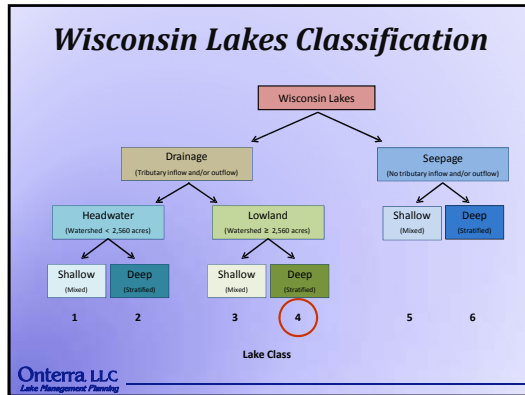 Wisconsin Lakes Classification
Wisconsin Lakes
Drainage
(Tributary inflow and/or outflow)
Seepage
(No tributary inflow and/or outflow)
Headwater
(Watershed < 2,560 acres)
Lowland
(Watershed ≥ 2,560 acres)
Shallow
(Mixed)
Deep
(Stratified)
Shallow
(Mixed)
Deep
(Stratified)
Shallow
(Mixed)
Deep
(Stratified)
1 2 3 4 5 6
Lake Class
Onterra LLC
Lake Management Planning